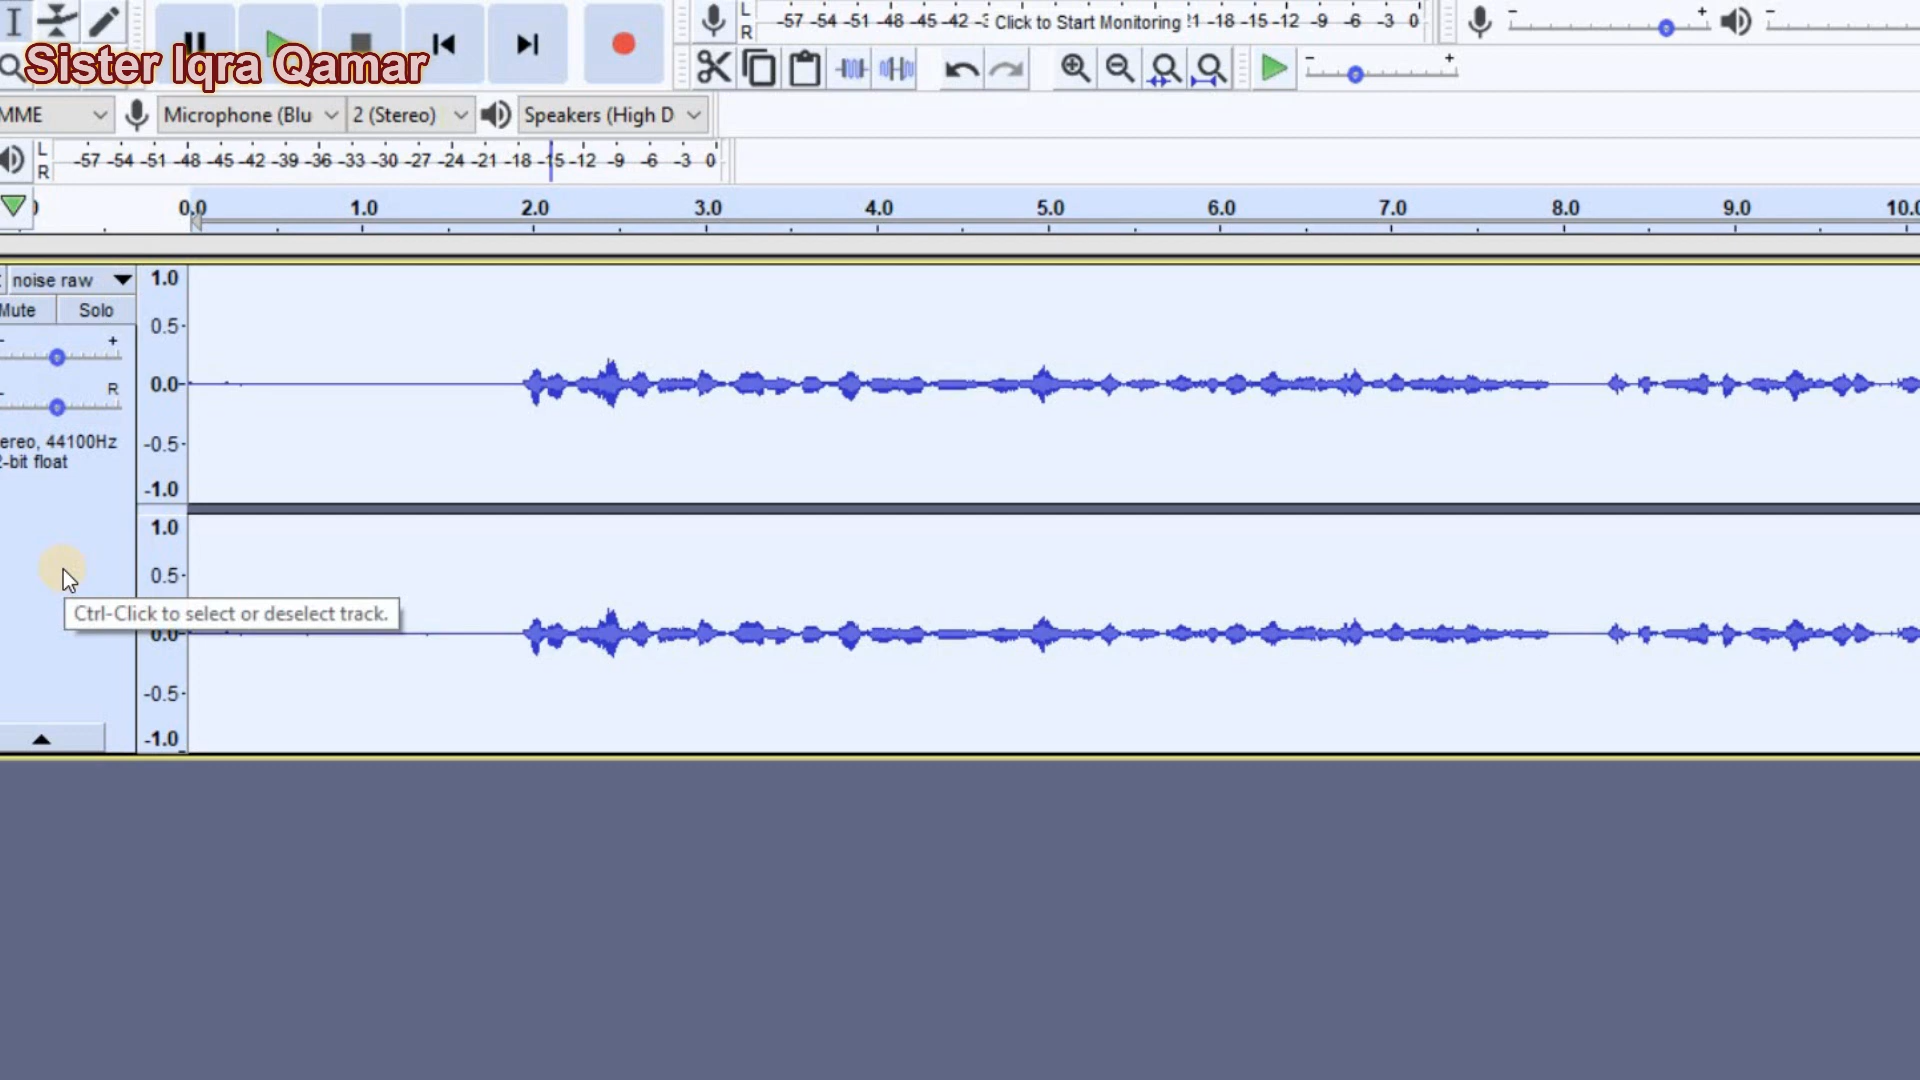 L
R
-57 -54 -51 -48 -45 -42 -3 Click to Start Monitoring !1 -18 -15 -12 -9 -6 -3 0
- +
-
Sister Iqra Qamar
- +
MME Microphone (Blu 2 (Stereo) Speakers (High D
L
R
-57 -54 -51 -48 -45 -42 -39 -36 -33 -30 -27 -24 -21 -18 -15 -12 -9 -6 -3 0
0.0 1.0 2.0 3.0 4.0 5.0 6.0 7.0 8.0 9.0 10.0
noise raw 1.0
Mute Solo
0.5
- +
0.0
R
ereo, 44100Hz -0.5
2-bit float
-1.0
1.0
0.5
Ctrl-Click to select or deselect track.
0.0
-0.5
-1.0